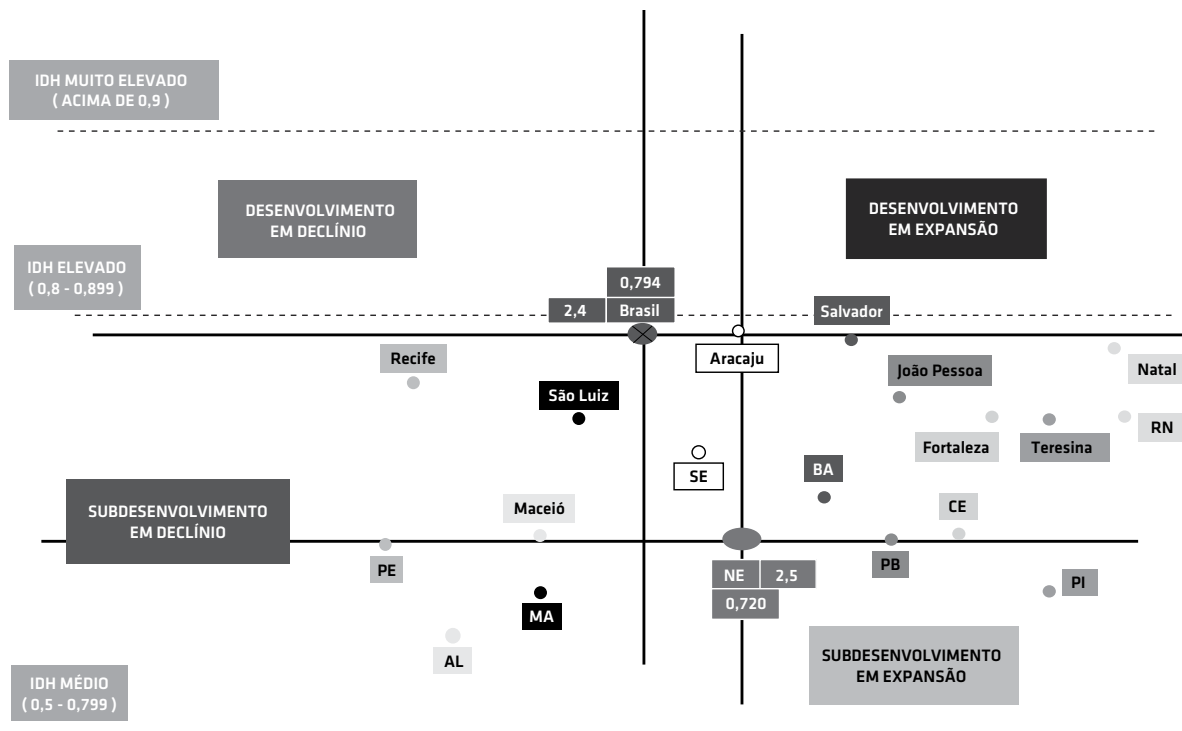 IDH MUITO ELEVADO
( ACIMA DE 0,9 )
DESENVOLVIMENTO
EM DECLÍNIO
DESENVOLVIMENTO
EM EXPANSÃO
IDH ELEVADO
( 0,8 - 0,899 )
0,794
2,4 Brasil
Salvador
Recife
Aracaju
João Pessoa
Natal
São Luiz
RN
Fortaleza
Teresina
SE
BA
SUBDESENVOLVIMENTO
EM DECLÍNIO
Maceió
CE
PE
PB
NE 2,5
PI
0,720
MA
AL
SUBDESENVOLVIMENTO
EM EXPANSÃO
IDH MÉDIO
( 0,5 - 0,799 )